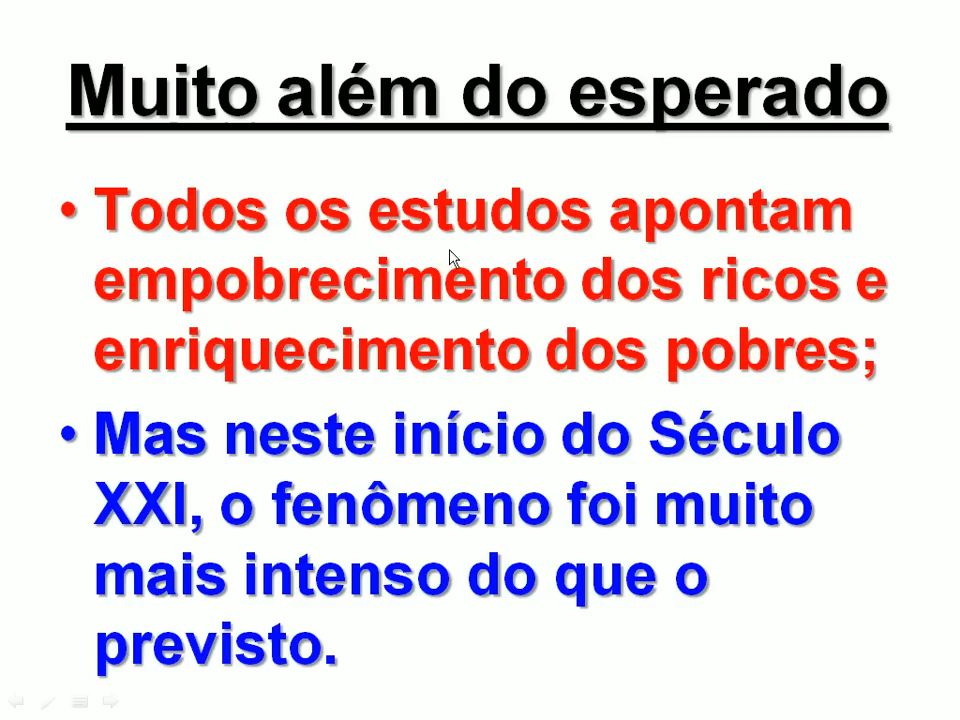 Muito além do esperado
• Todos os estudos apontam
empobrecimento dos ricos e
enriquecimento dos pobres;
• Mas neste início do Século
XXI, o fenômeno foi muito
mais intenso do que o
previsto.